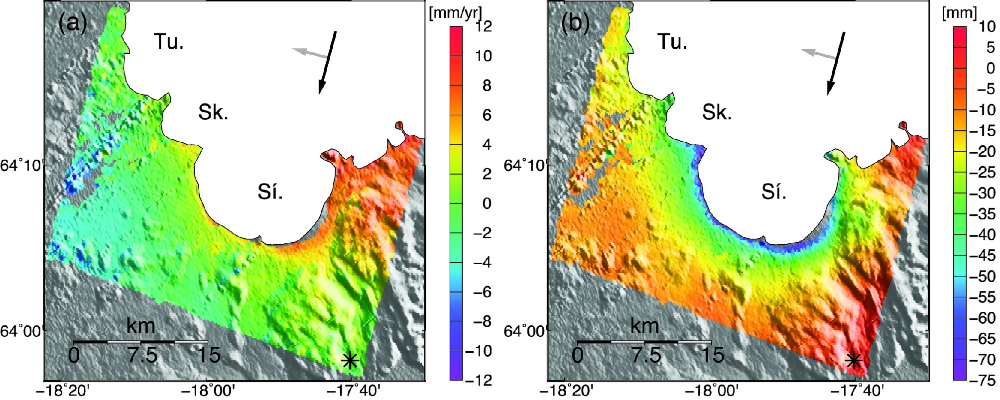 (a)
Tu.
Sk.
Sí.
64°10'
64°00'
km
0 7.5 15
−18°20' −18°00' −17°40'
[mm/yr]
12
10
8
6
4
2
0
−2
−4
−6
−8
−10
−12
(b)
Tu.
Sk.
Sí.
64°10'
64°00'
km
0 7.5 15
−18°20' −18°00' −17°40'
[mm]
10
5
0
−5
−10
−15
−20
−25
−30
−35
−40
−45
−50
−55
−60
−65
−70
−75